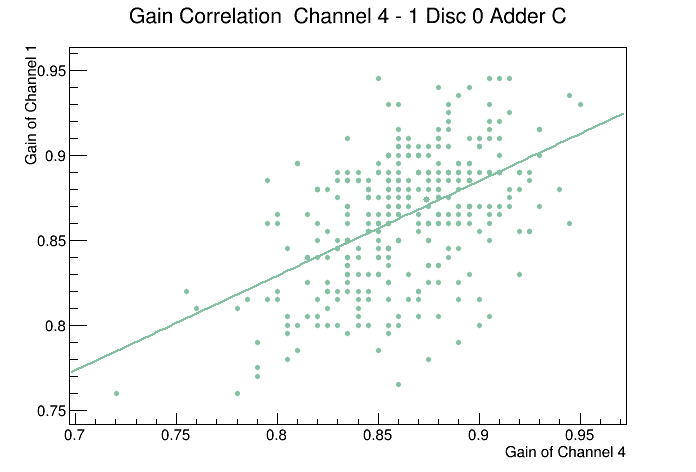 Gain Correlation  Channel 4 - 1 Disc 0 Adder C
Gain of Channel 1
0.95
0.9
0.85
0.8
0.75
0.7 0.75 0.8 0.85 0.9 0.95
Gain of Channel 4